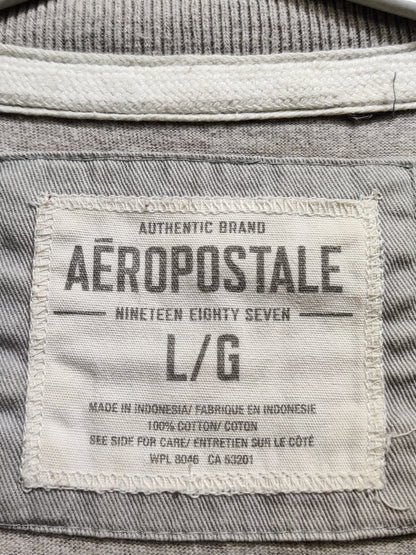 AUTHENTIC BRAND
AĒROPOSTALE
NINETEEN EIGHTY SEVEN
L/G
MADE IN INDONESIA/ FABRIQUE EN INDONESIE
100% COTTON/ COTON
SEE SIDE FOR CARE/ ENTRETIEN SUR LE CÔTÉ
WPL 8046 CA 53201